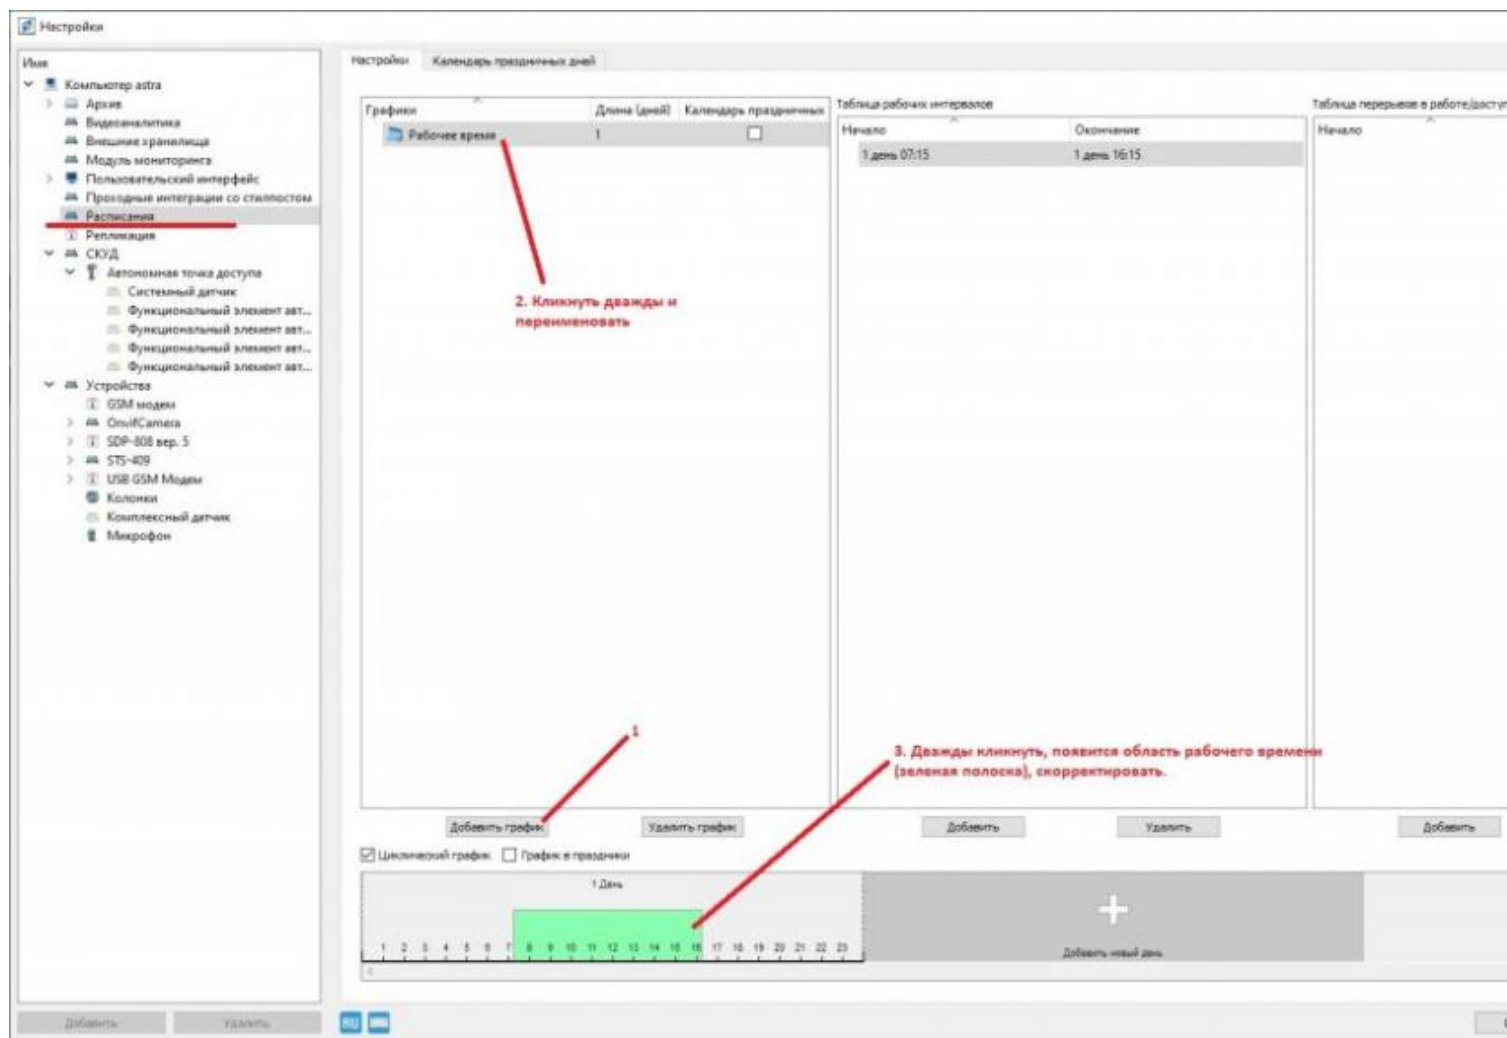 Настройки
Имя
Компьютер astra
Архив
Видеоаналитика
Внешние хранилища
Модуль мониторинга
Пользовательский интерфейс
Проходные интеграции со стилпостом
Расписания
Репликация
СКУД
Автономная точка доступа
Системный датчик
Функциональный элемент авт...
Функциональный элемент авт...
Функциональный элемент авт...
Функциональный элемент авт...
Устройства
GSM модем
OnvifCamera
SDP-808 вер. 5
STS-409
USB GSM Модем
Колонки
Комплексный датчик
Микрофон
Добавить Удалить
Настройки Календарь праздничных дней
Графики Длина (дней) Календарь праздничных
Рабочее время 1
2. Кликнуть дважды и
переименовать
1
Добавить график Удалить график
Таблица рабочих интервалов
Начало Окончание
1 день 07:15 1 день 16:15
3. Дважды кликнуть, появится область рабочего времени
(зеленая полоска), скорректировать.
Добавить Удалить
Таблица перерывов в работе/доступ
Начало
Добавить
Циклический график График в праздники
1 День
1 2 3 4 5 6 7 8 9 10 11 12 13 14 15 16 17 18 19 20 21 22 23
Добавить новый день
RU